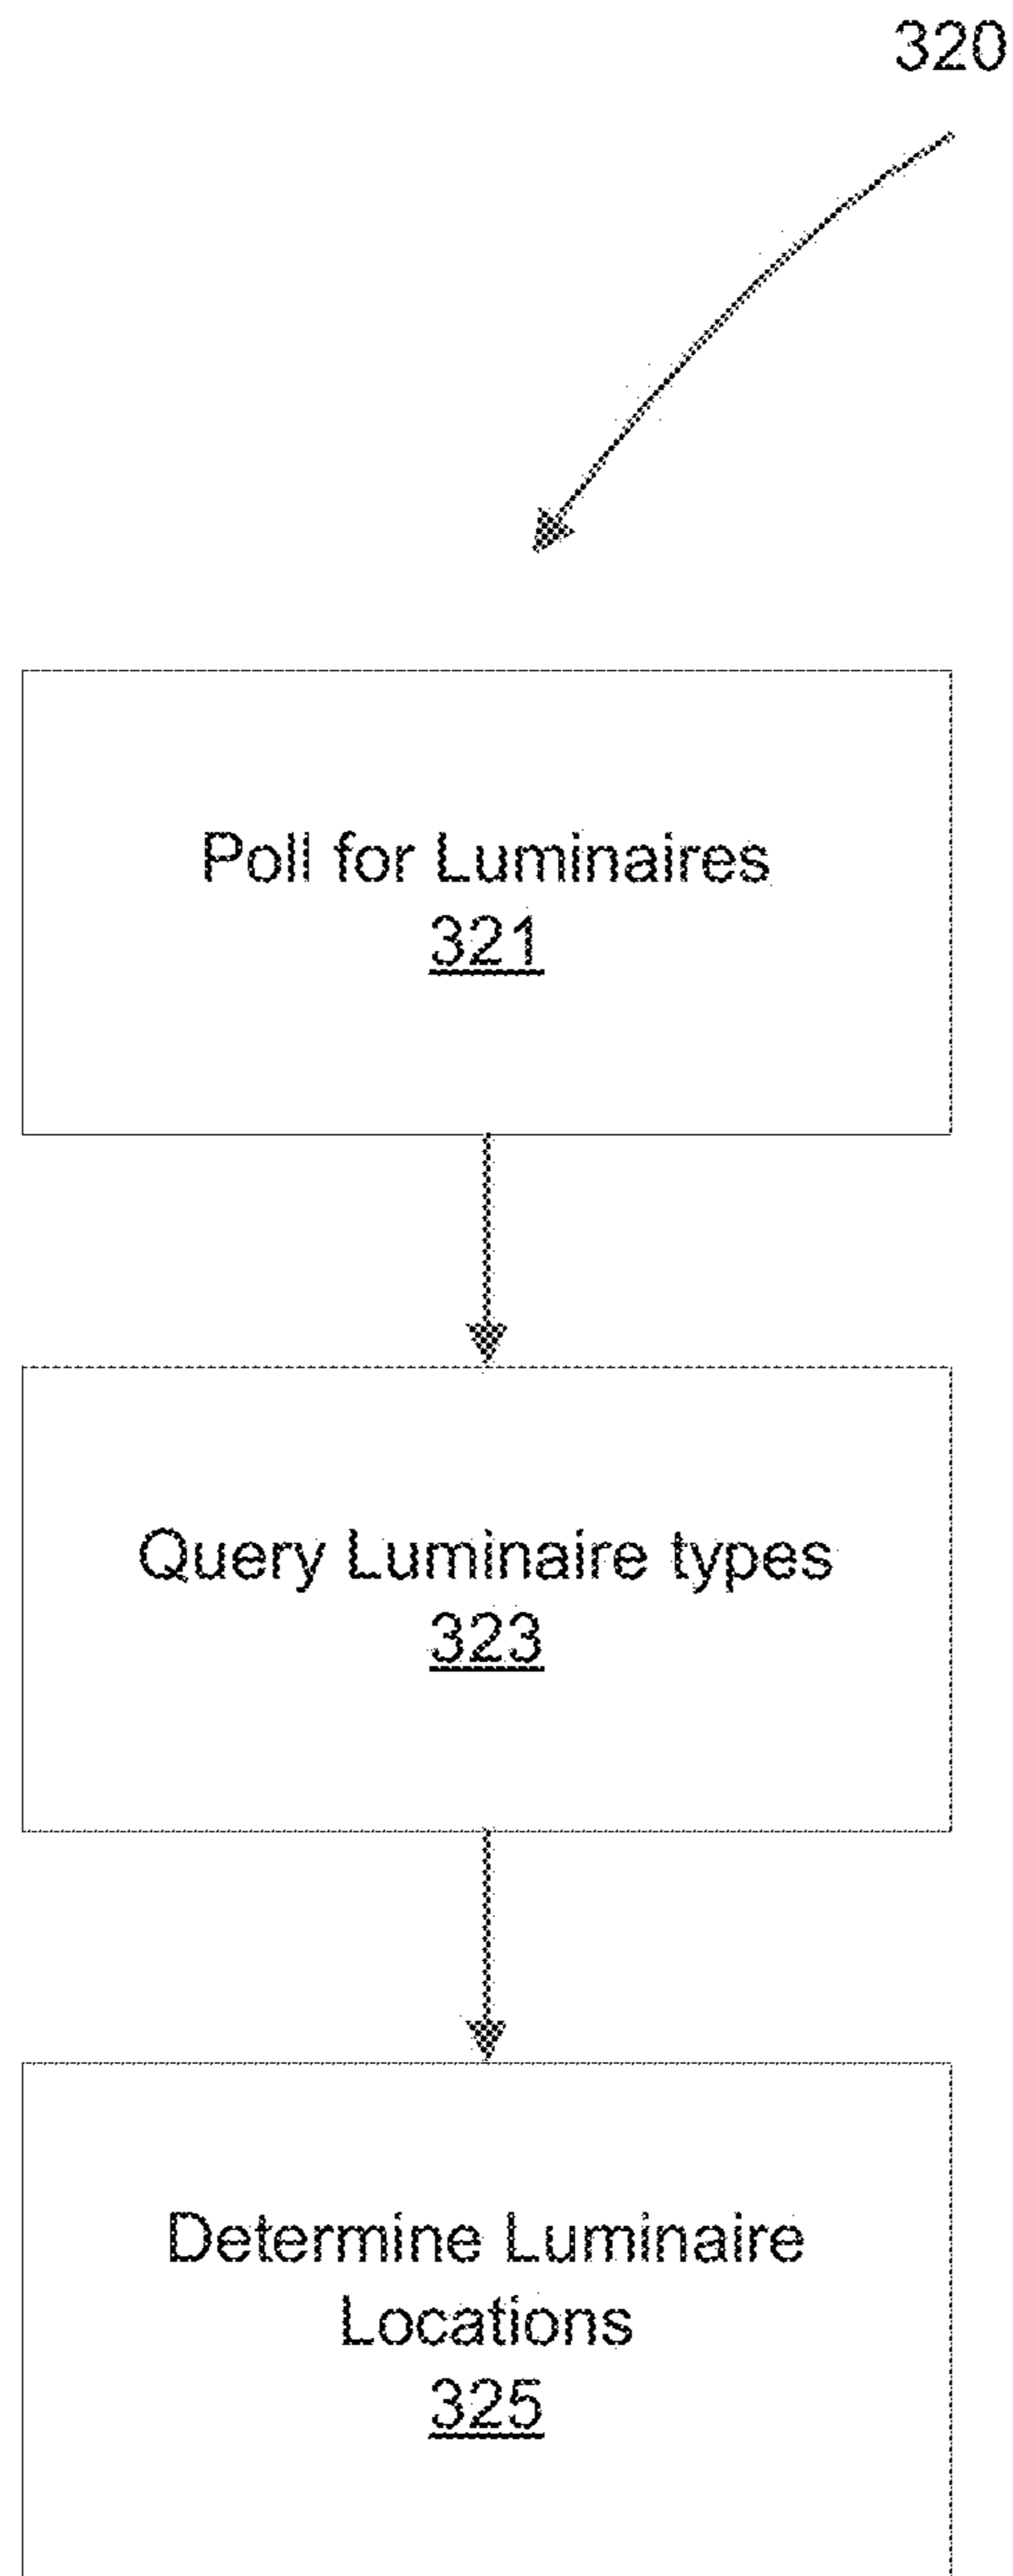 320
Poll for Luminaires
321
Query Luminaire types
323
Determine Luminaire
Locations
325